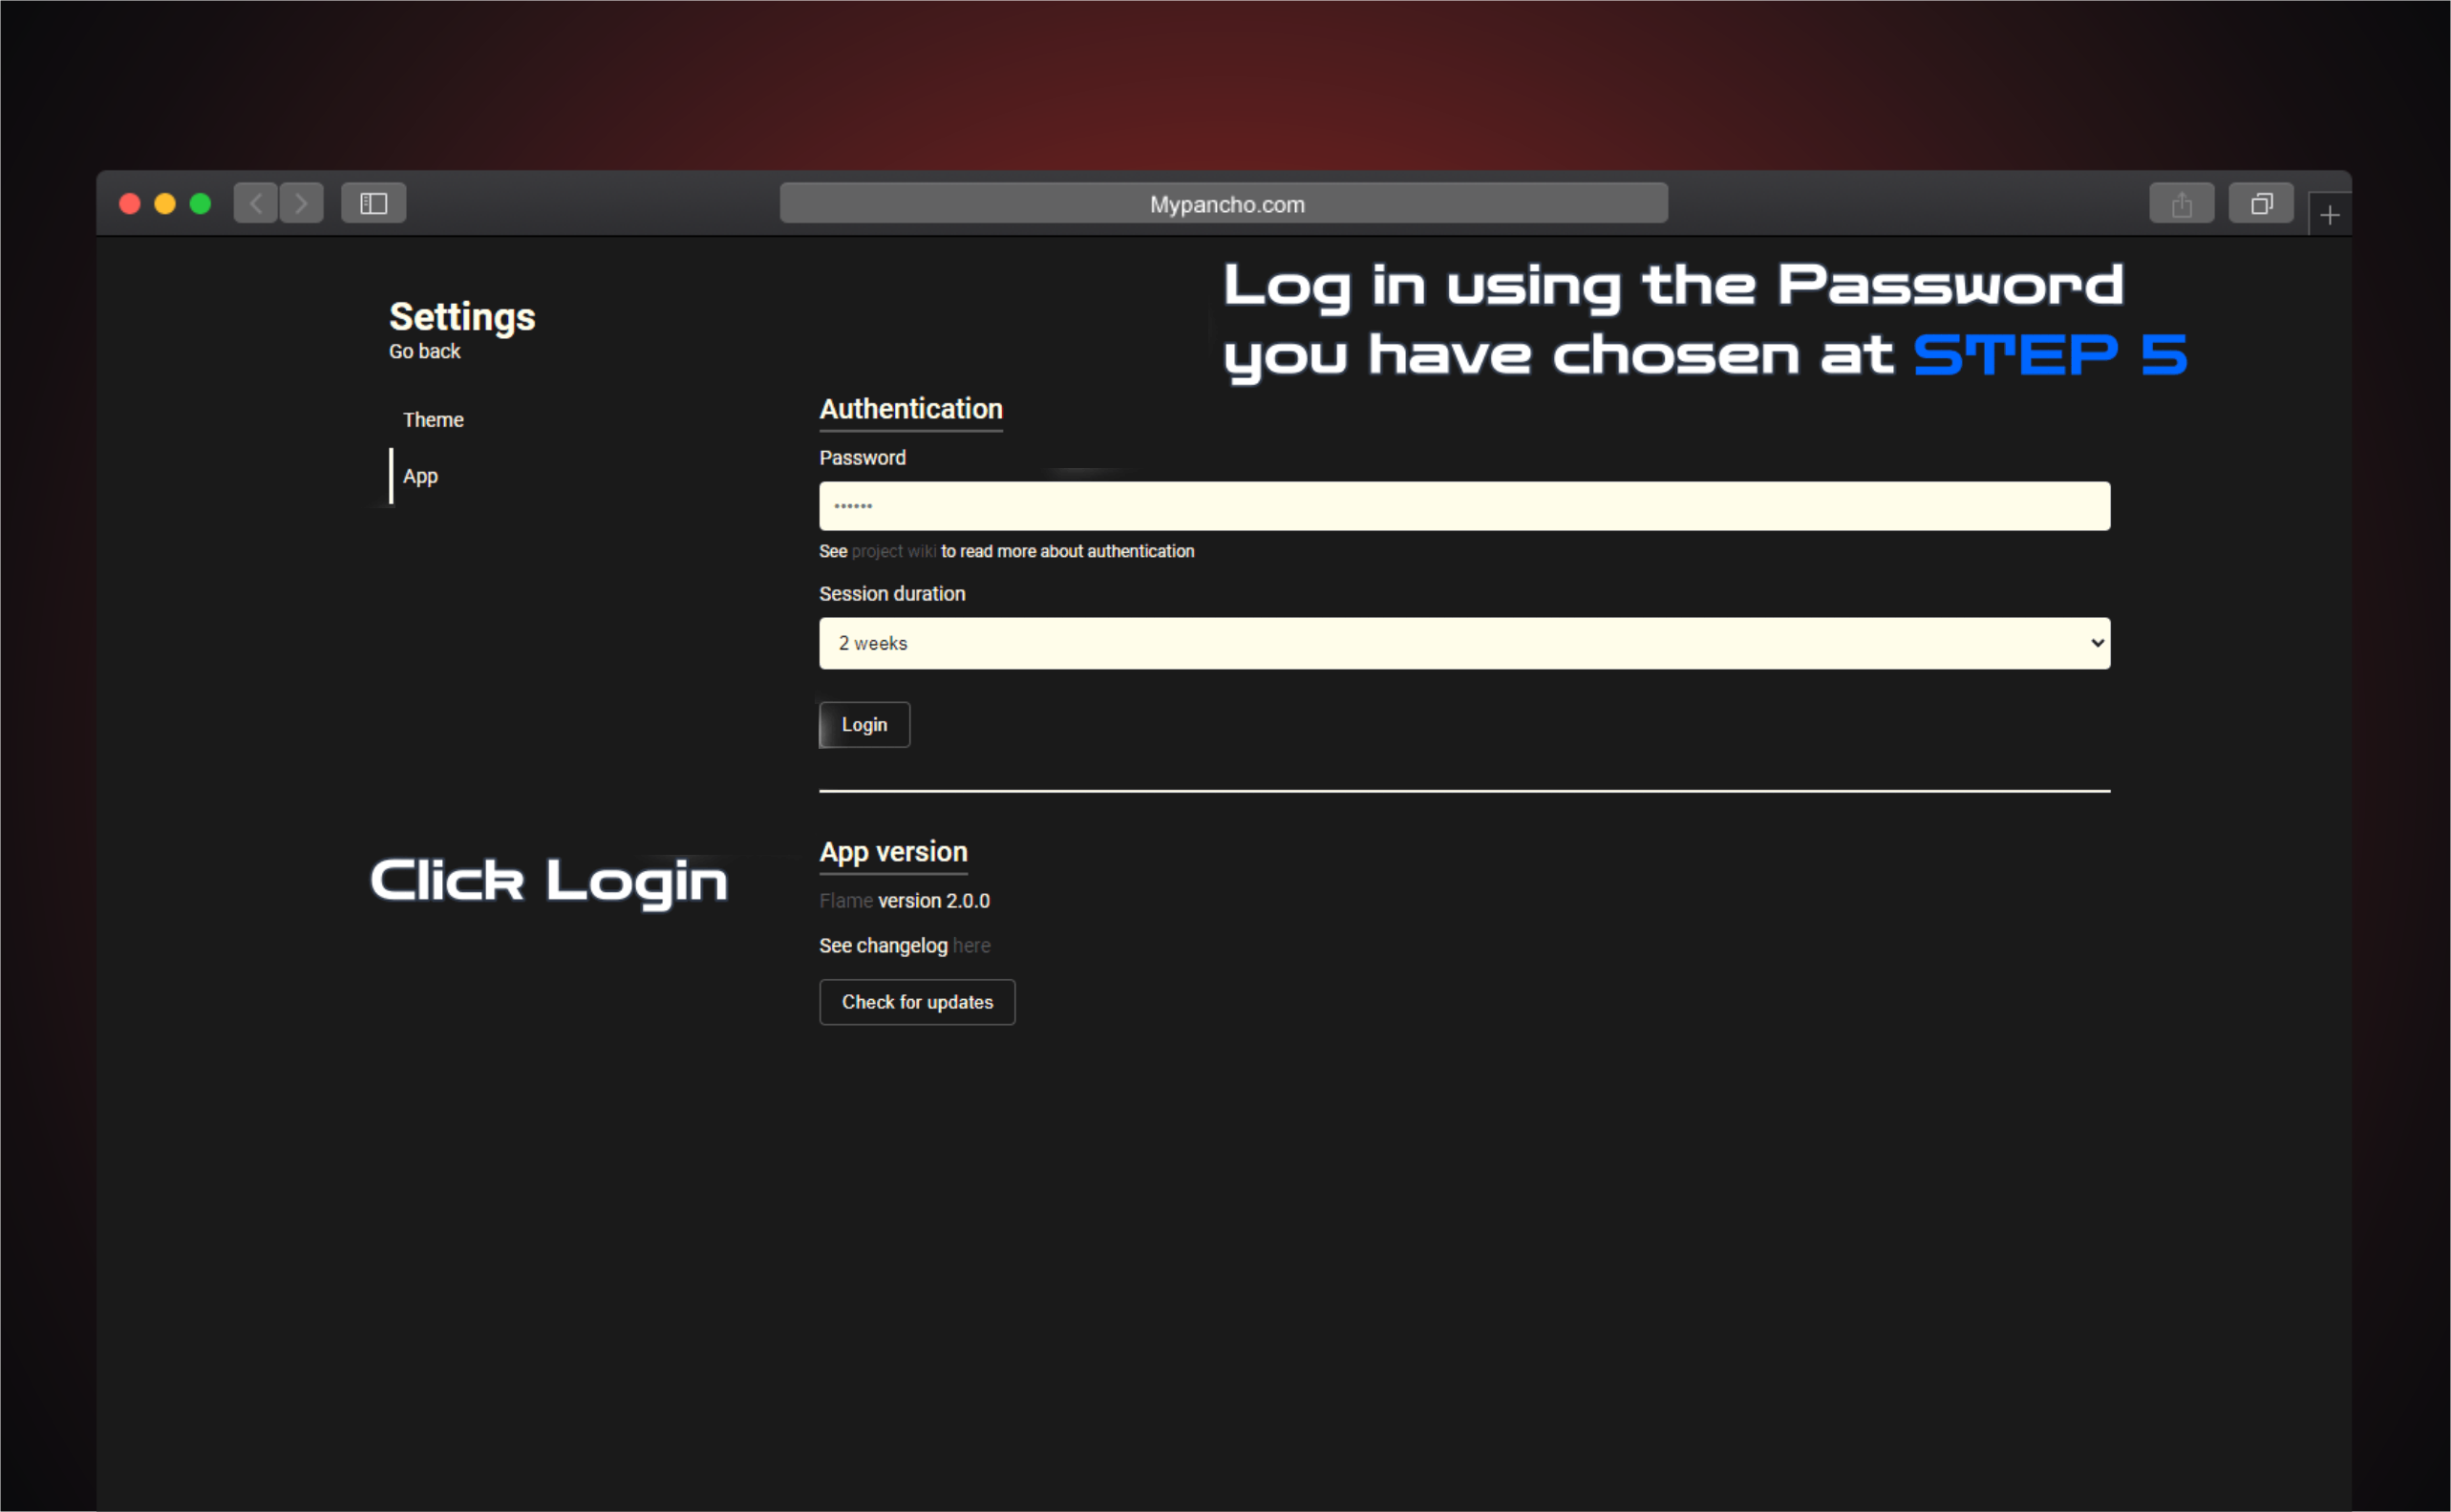 Mypancho.com
Log in using the Password
you have chosen at STEP 5
Settings
Go back
Theme
App
Authentication
Password
••••••
See project wiki to read more about authentication
Session duration
2 weeks
Login
Click Login
App version
Flame version 2.0.0
See changelog here
Check for updates